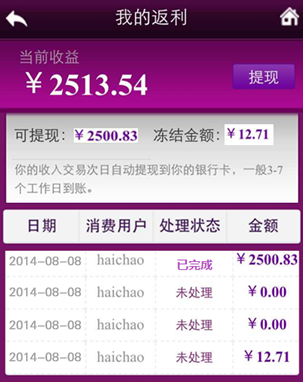 我的返利
当前收益
￥2513.54
提现
可提现：￥2500.83 冻结金额：￥12.71
你的收入交易次日自动提现到你的银行卡，一般3-7
个工作日到账。
日期 消费用户 处理状态 金额
2014-08-08 haichao 已完成 ￥2500.83
2014-08-08 haichao 未处理 ￥0.00
2014-08-08 haichao 未处理 ￥0.00
2014-08-08 haichao 未处理 ￥12.71